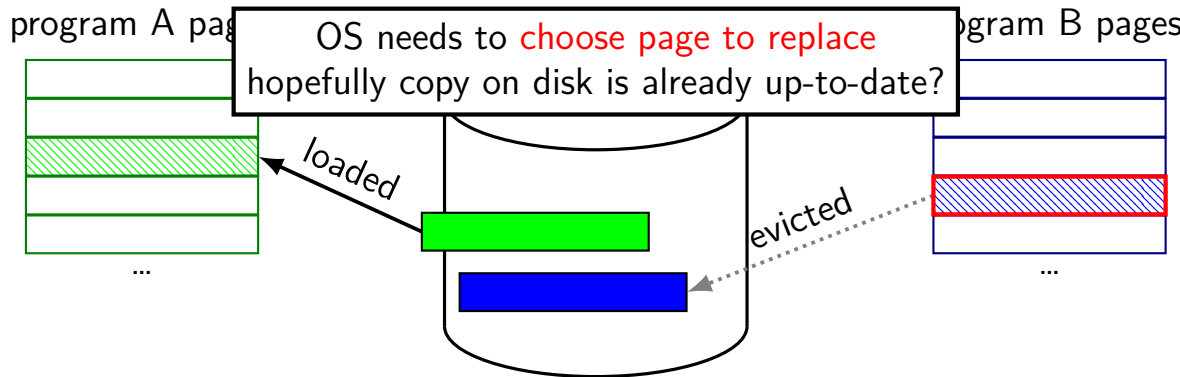 program A pag
OS needs to choose page to replace
hopefully copy on disk is already up-to-date?
ogram B pages
loaded
evicted
...
...